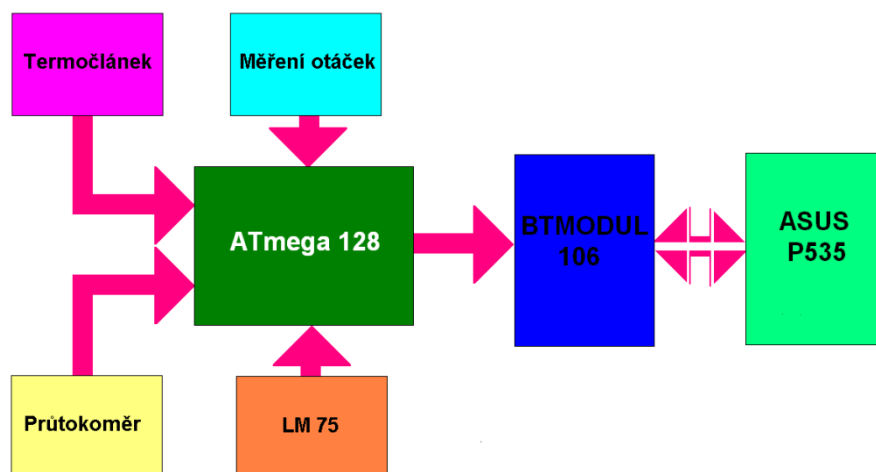 Termočlánek
Měření otáček
ATmega 128
BTMODUL
106
ASUS
P535
Průtokoměr
LM 75